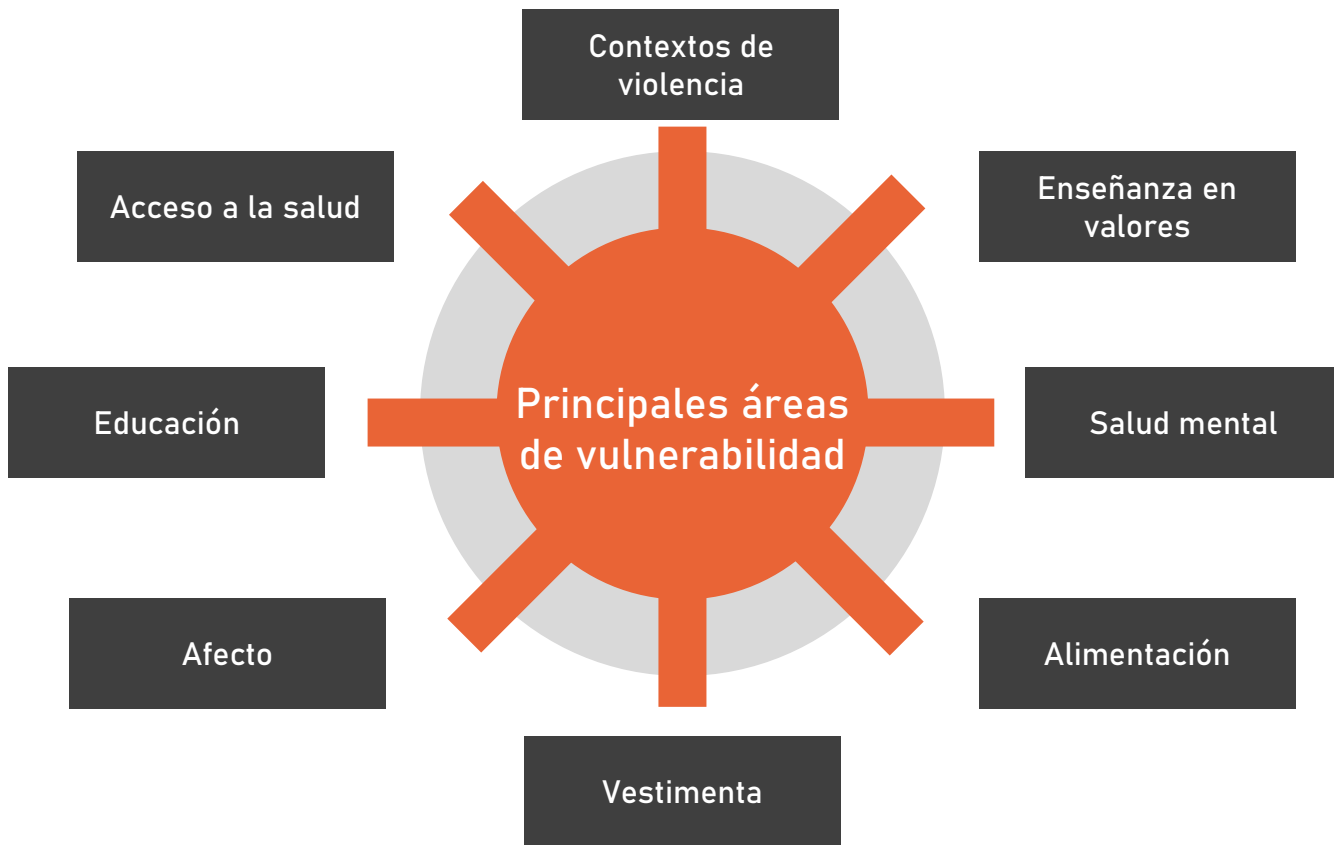 Contextos de
violencia
Acceso a la salud
Enseñanza en
valores
Principales áreas
de vulnerabilidad
Educación
Salud mental
Afecto
Alimentación
Vestimenta